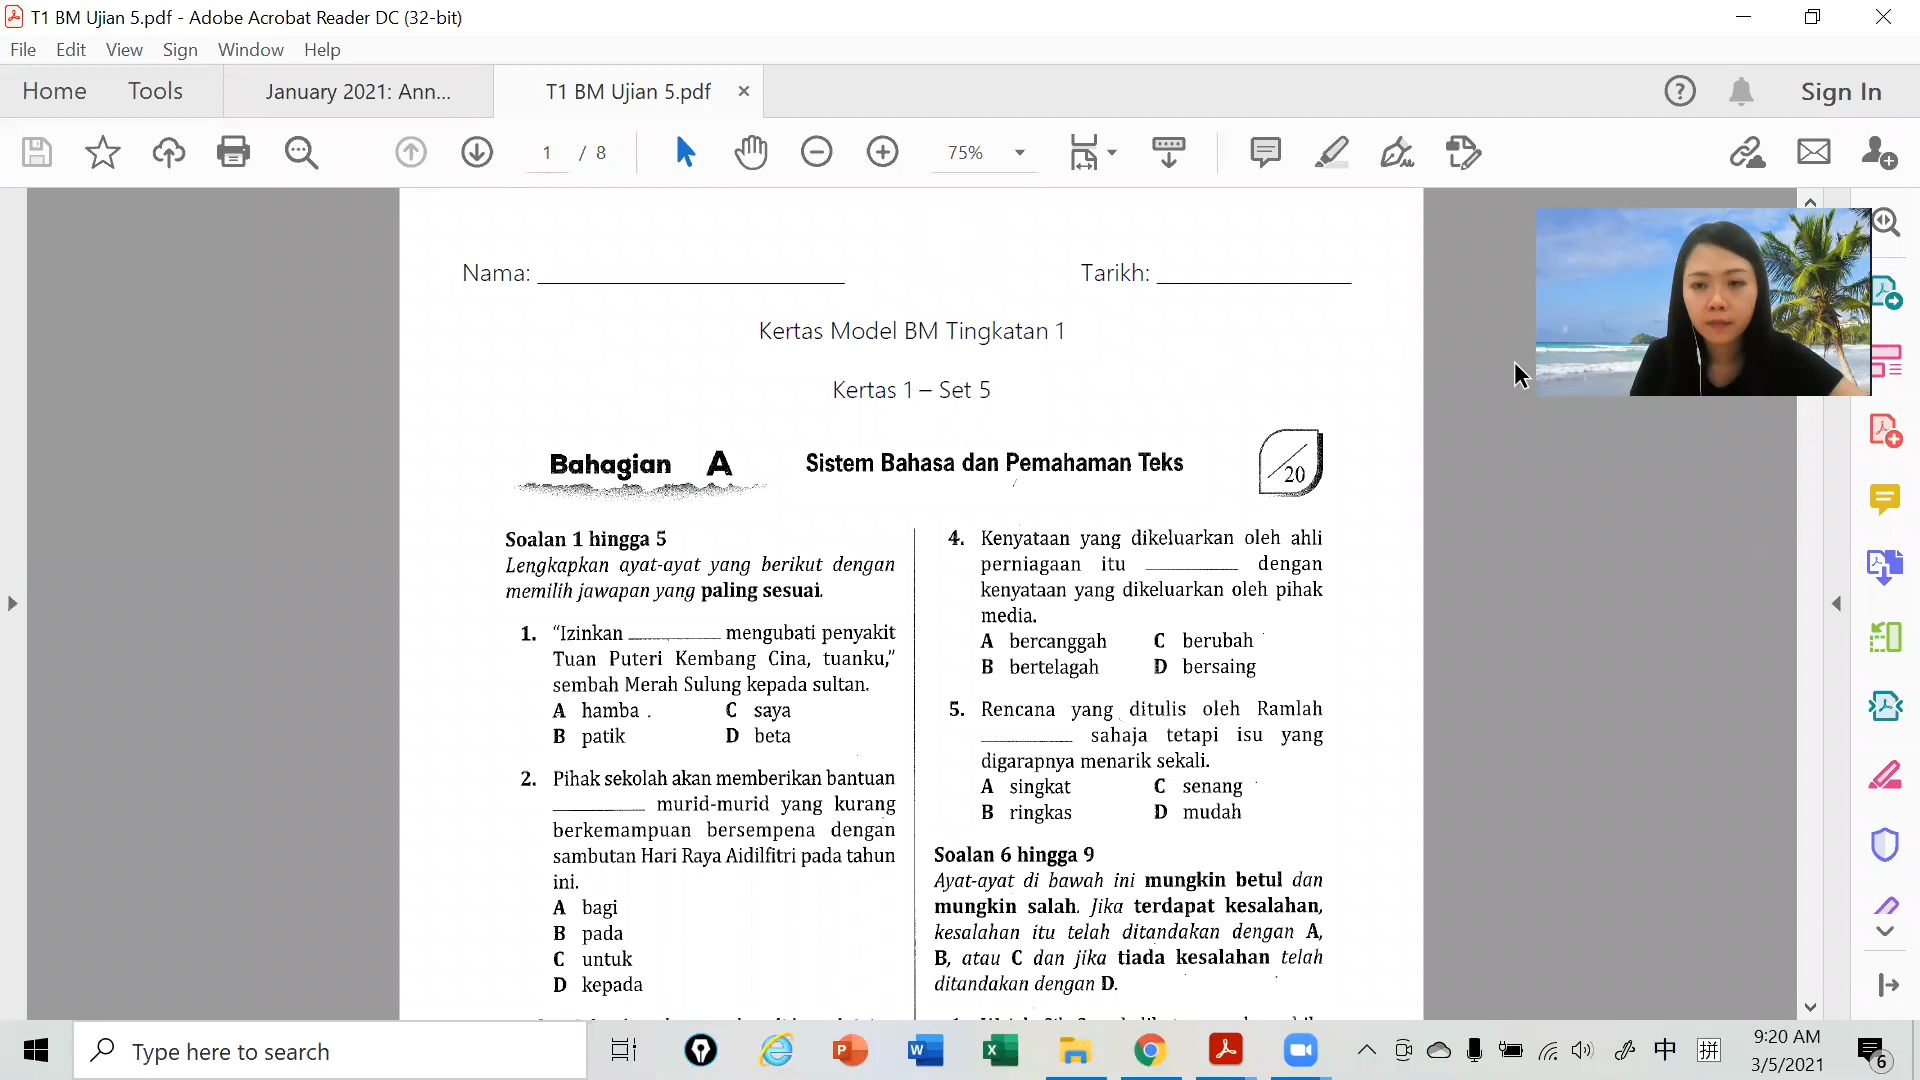 T1 BM Ujian 5.pdf - Adobe Acrobat Reader DC (32-bit)
File Edit View Sign Window Help
Home Tools January 2021: Ann... T1 BM Ujian 5.pdf Sign In
1 / 8 75%
Nama: Tarikh:
Kertas Model BM Tingkatan 1
Kertas 1 – Set 5
Bahagian A Sistem Bahasa dan Pemahaman Teks 20
Soalan 1 hingga 5
Lengkapkan ayat-ayat yang berikut dengan
memilih jawapan yang paling sesuai.
1. “Izinkan ________ mengubati penyakit
Tuan Puteri Kembang Cina, tuanku,”
sembah Merah Sulung kepada sultan.
A hamba C saya
B patik D beta
2. Pihak sekolah akan memberikan bantuan
________ murid-murid yang kurang
berkemampuan bersempena dengan
sambutan Hari Raya Aidilfitri pada tahun
ini.
A bagi
B pada
C untuk
D kepada
4. Kenyataan yang dikeluarkan oleh ahli
perniagaan itu ________ dengan
kenyataan yang dikeluarkan oleh pihak
media.
A bercanggah C berubah
B bertelagah D bersaing
5. Rencana yang ditulis oleh Ramlah
________ sahaja tetapi isu yang
digarapnya menarik sekali.
A singkat C senang
B ringkas D mudah
Soalan 6 hingga 9
Ayat-ayat di bawah ini mungkin betul dan
mungkin salah. Jika terdapat kesalahan,
kesalahan itu telah ditandakan dengan A,
B, atau C dan jika tiada kesalahan telah
ditandakan dengan D.
Type here to search
中 拼
9:20 AM
3/5/2021
6